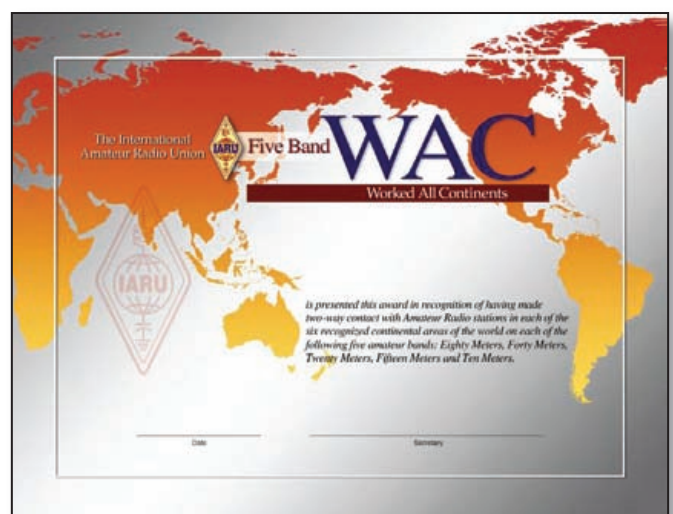 The International
Amateur Radio Union
IARU
Five Band
WAC
Worked All Continents
IARU
is presented this award in recognition of having made
two-way contact with Amateur Radio stations in each of the
six recognized continental areas of the world on each of the
following five amateur bands: Eighty Meters, Forty Meters,
Twenty Meters, Fifteen Meters and Ten Meters.
Date
Secretary